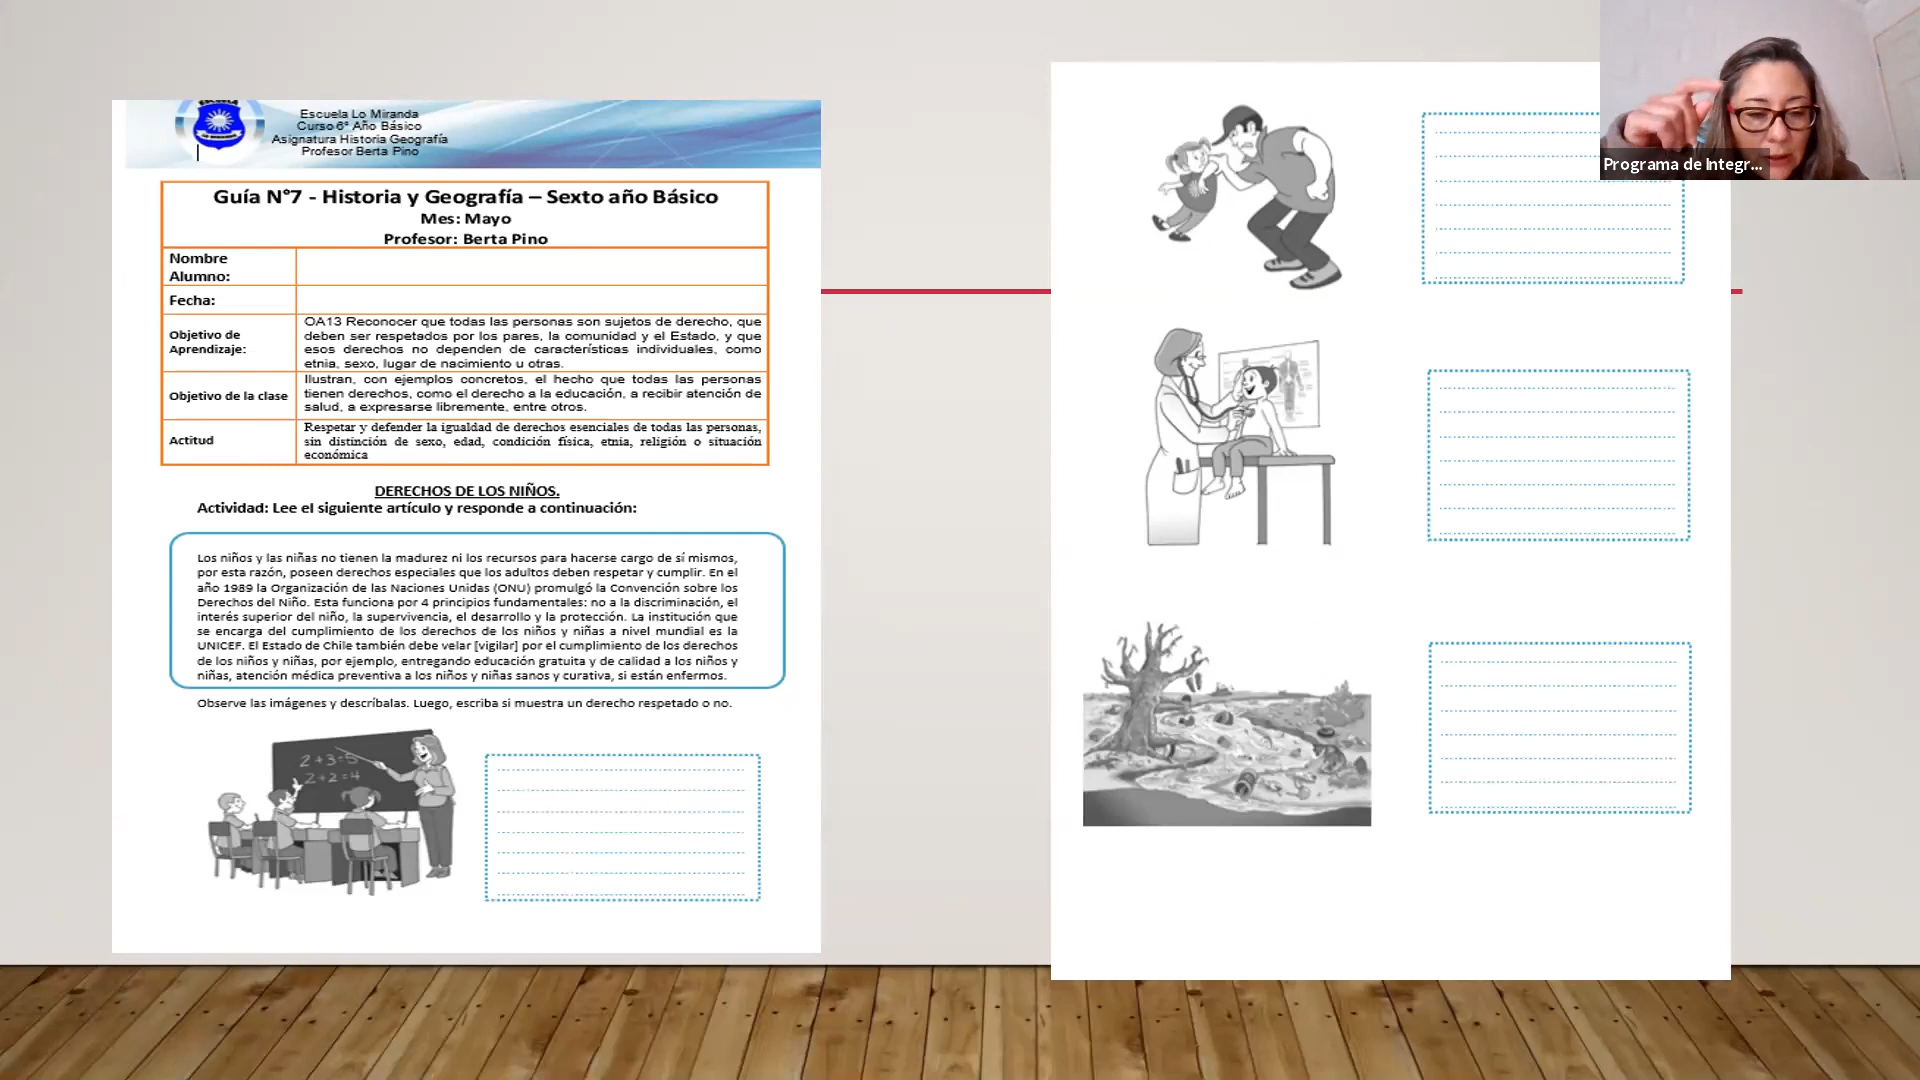 ESCUELA
LO MIRANDA
Escuela Lo Miranda
Curso 6° Año Básico
Asignatura Historia Geografía
Profesor Berta Pino
Guía N°7 - Historia y Geografía – Sexto año Básico
Mes: Mayo
Profesor: Berta Pino
Nombre
Alumno:
Fecha:
Objetivo de
Aprendizaje:
OA13 Reconocer que todas las personas son sujetos de derecho, que
deben ser respetados por los pares, la comunidad y el Estado, y que
esos derechos no dependen de características individuales, como
etnia, sexo, lugar de nacimiento u otras.
Objetivo de la clase
Ilustran, con ejemplos concretos, el hecho que todas las personas
tienen derechos, como el derecho a la educación, a recibir atención de
salud, a expresarse libremente, entre otros.
Actitud
Respetar y defender la igualdad de derechos esenciales de todas las personas,
sin distinción de sexo, edad, condición física, etnia, religión o situación
económica
DERECHOS DE LOS NIÑOS.
Actividad: Lee el siguiente artículo y responde a continuación:
Los niños y las niñas no tienen la madurez ni los recursos para hacerse cargo de sí mismos,
por esta razón, poseen derechos especiales que los adultos deben respetar y cumplir. En el
año 1989 la Organización de las Naciones Unidas (ONU) promulgó la Convención sobre los
Derechos del Niño. Esta funciona por 4 principios fundamentales: no a la discriminación, el
interés superior del niño, la supervivencia, el desarrollo y la protección. La institución que
se encarga del cumplimiento de los derechos de los niños y niñas a nivel mundial es la
UNICEF. El Estado de Chile también debe velar [vigilar] por el cumplimiento de los derechos
de los niños y niñas, por ejemplo, entregando educación gratuita y de calidad a los niños y
niñas, atención médica preventiva a los niños y niñas sanos y curativa, si están enfermos.
Observe las imágenes y descríbalas. Luego, escriba si muestra un derecho respetado o no.
2+3=5
2+2=4
Programa de Integr...